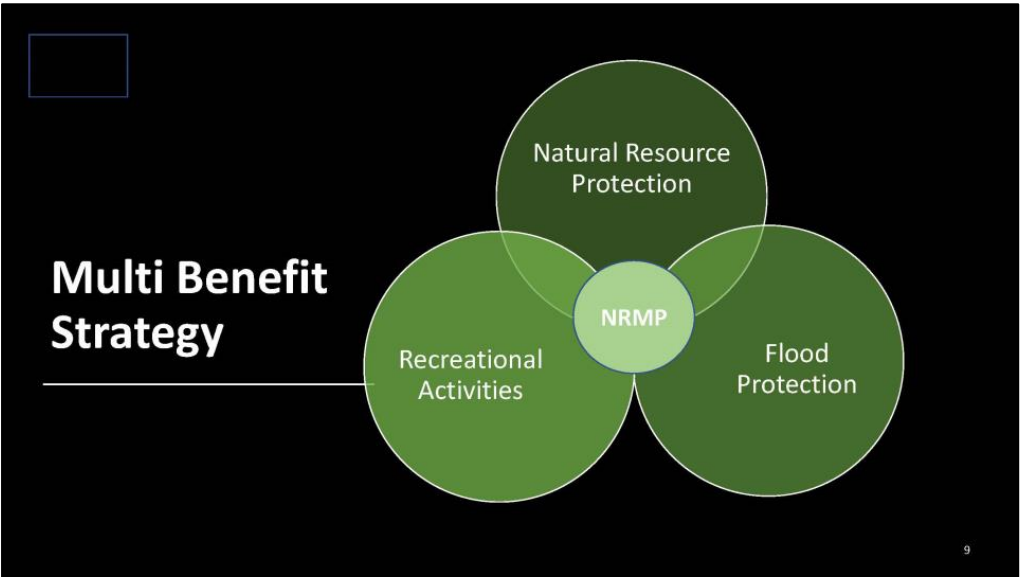 Multi Benefit
Strategy
Natural Resource
Protection
NRMP
Recreational
Activities
Flood
Protection
9